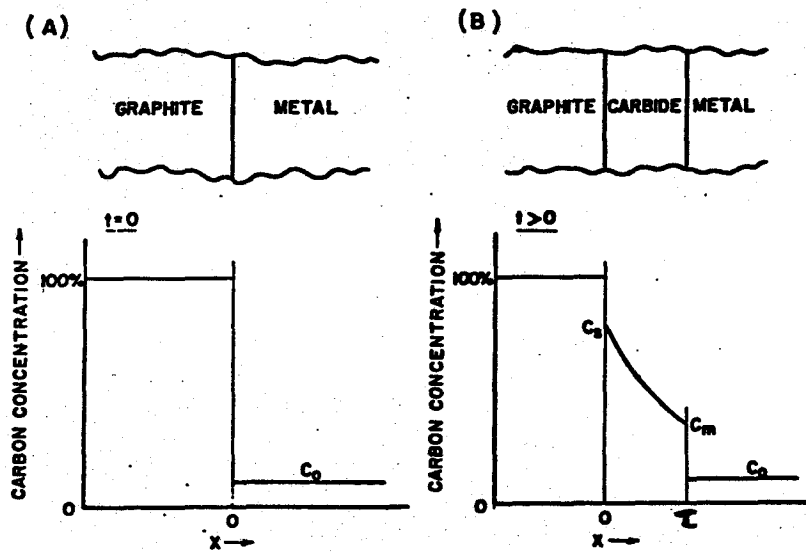 (A)
GRAPHITE METAL
t=0
100%
C₀
0
0
X →
CARBON CONCENTRATION →
(B)
GRAPHITE CARBIDE METAL
t>0
100%
Cₛ
Cₘ
C₀
0
0 τ
X →
CARBON CONCENTRATION →